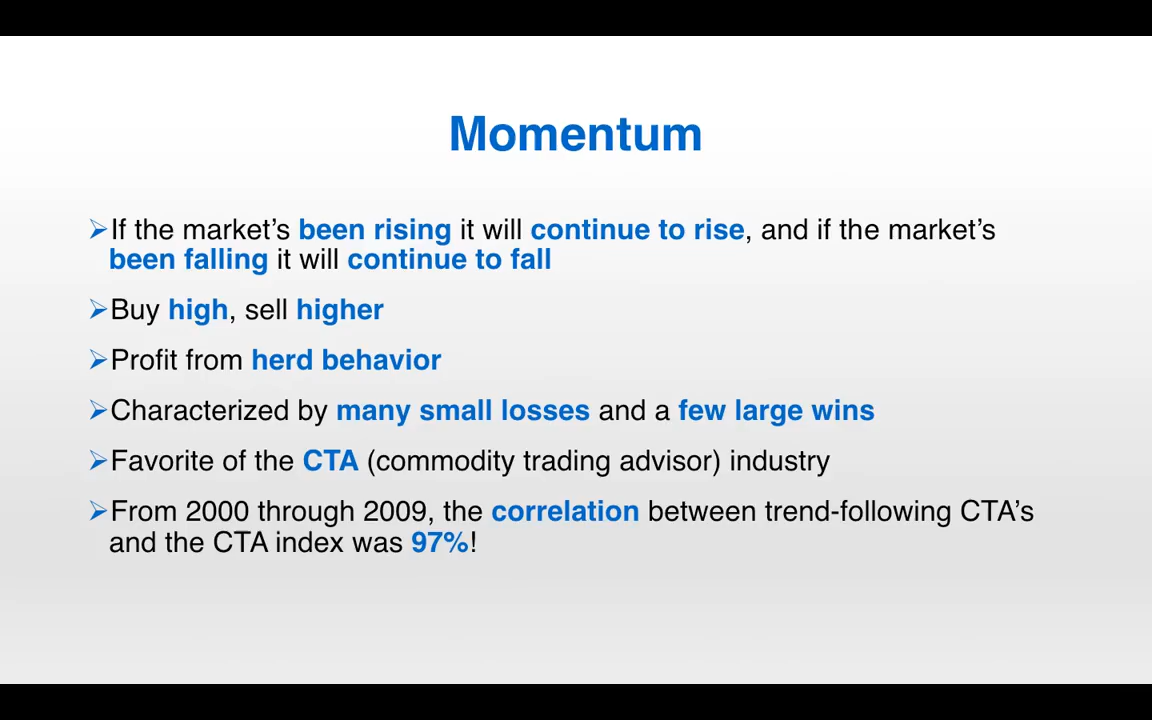 Momentum
➢If the market’s been rising it will continue to rise, and if the market’s
been falling it will continue to fall
➢Buy high, sell higher
➢Profit from herd behavior
➢Characterized by many small losses and a few large wins
➢Favorite of the CTA (commodity trading advisor) industry
➢From 2000 through 2009, the correlation between trend-following CTA’s
and the CTA index was 97%!